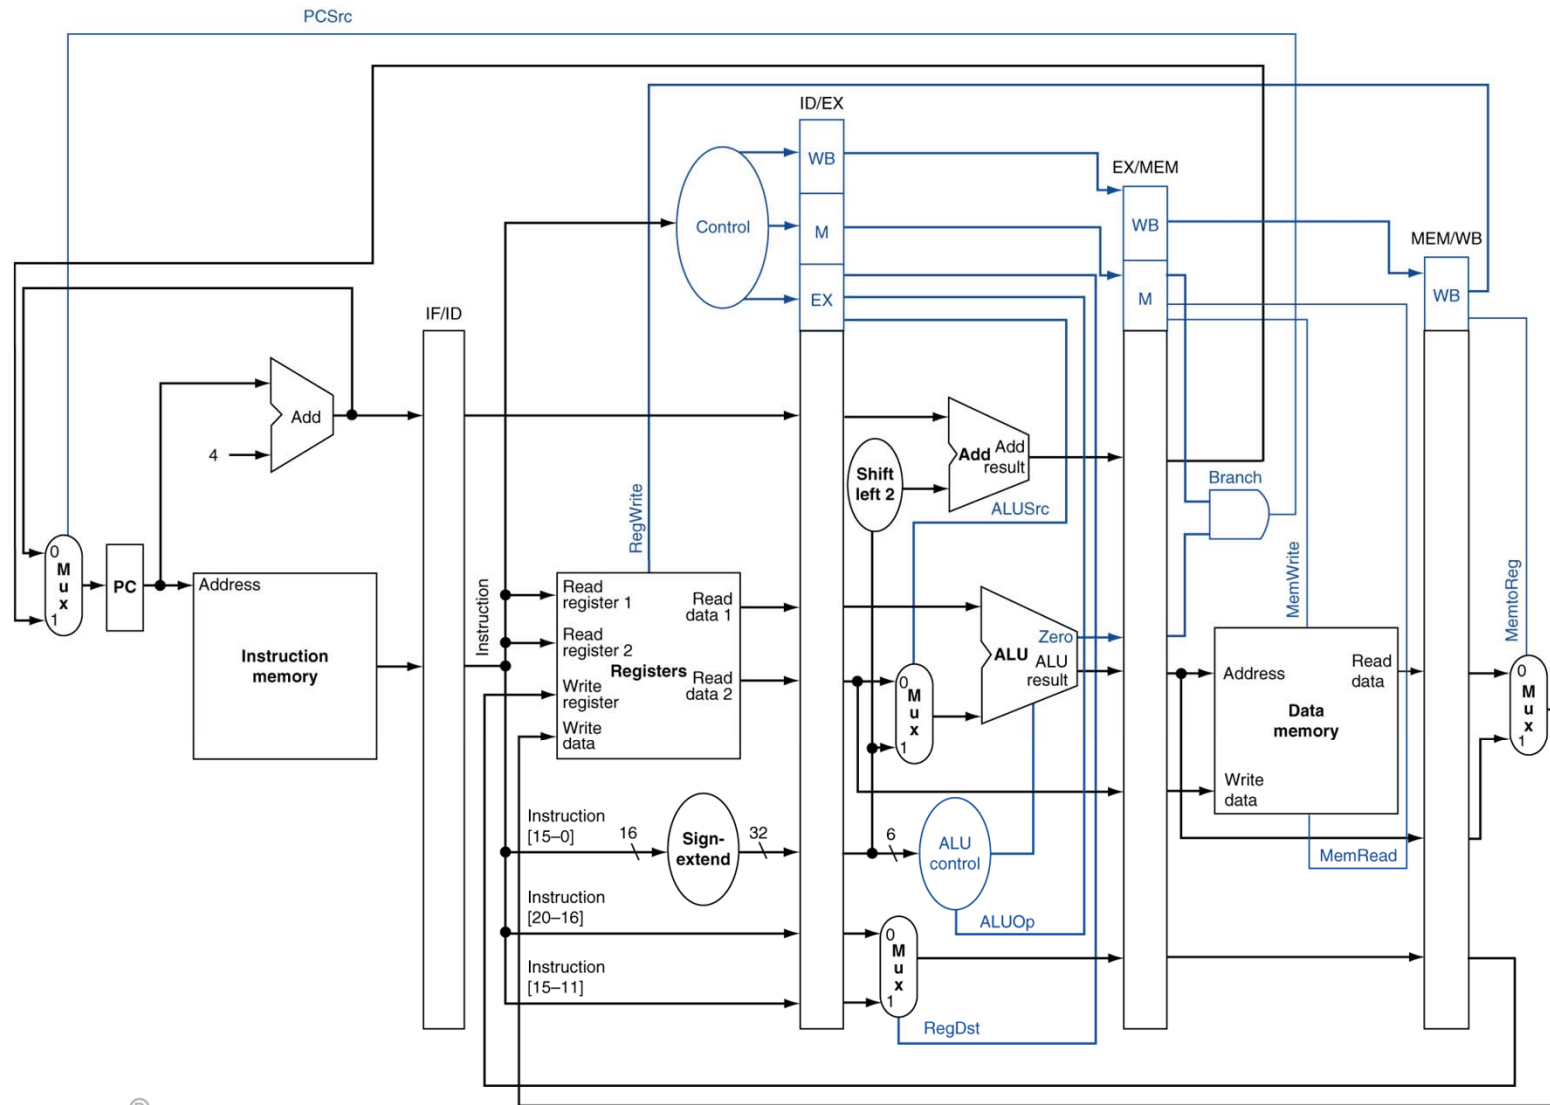 PCSrc
ID/EX
WB
EX/MEM
Control
M
WB
MEM/WB
EX
M
WB
IF/ID
Add
4
Shift
left 2
Add
Add
result
ALUSrc
Branch
RegWrite
MemWrite
MemtoReg
0
M
u
x
1
PC
Address
Instruction
memory
Instruction
Read
register 1
Read
register 2
Write
register
Write
data
Registers
Read
data 1
Read
data 2
0
M
u
x
1
Zero
ALU
ALU
result
Address
Read
data
Data
memory
Write
data
0
M
u
x
1
MemRead
Instruction
[15–0]
16
Sign-
extend
32
6
ALU
control
Instruction
[20–16]
ALUOp
Instruction
[15–11]
0
M
u
x
1
RegDst
®